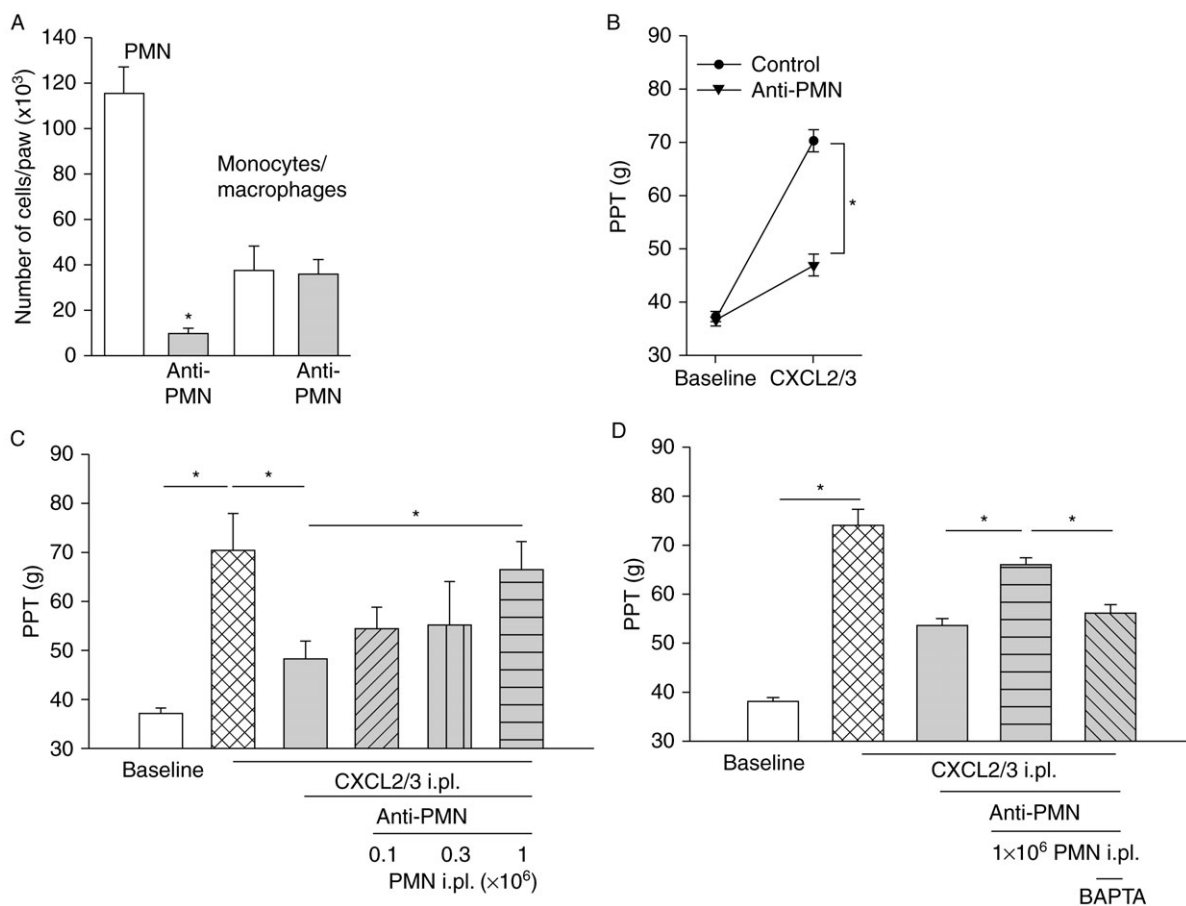 A
140
120
100
80
60
40
20
0
Number of cells/paw (x10³)
PMN
*
Monocytes/
macrophages
Anti-
PMN
Anti-
PMN
B
90
80
70
60
50
40
30
PPT (g)
Control
Anti-PMN
*
Baseline
CXCL2/3
C
90
80
70
60
50
40
30
PPT (g)
*
*
*
Baseline
CXCL2/3 i.pl.
Anti-PMN
0.1 0.3 1
PMN i.pl. (×10⁶)
D
90
80
70
60
50
40
30
PPT (g)
*
*
*
Baseline
CXCL2/3 i.pl.
Anti-PMN
1×10⁶ PMN i.pl.
BAPTA